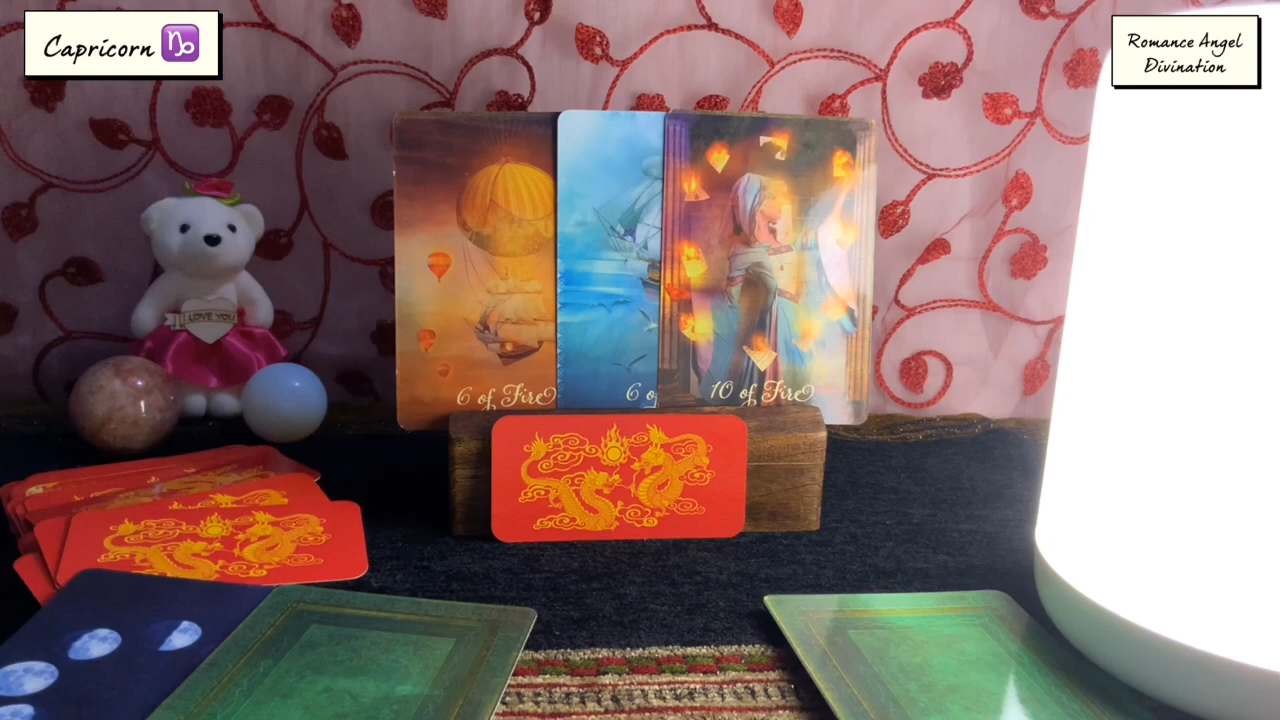 Capricorn ♑
Romance Angel
Divination
I LOVE YOU
6 of Fire
6 o
10 of Fire